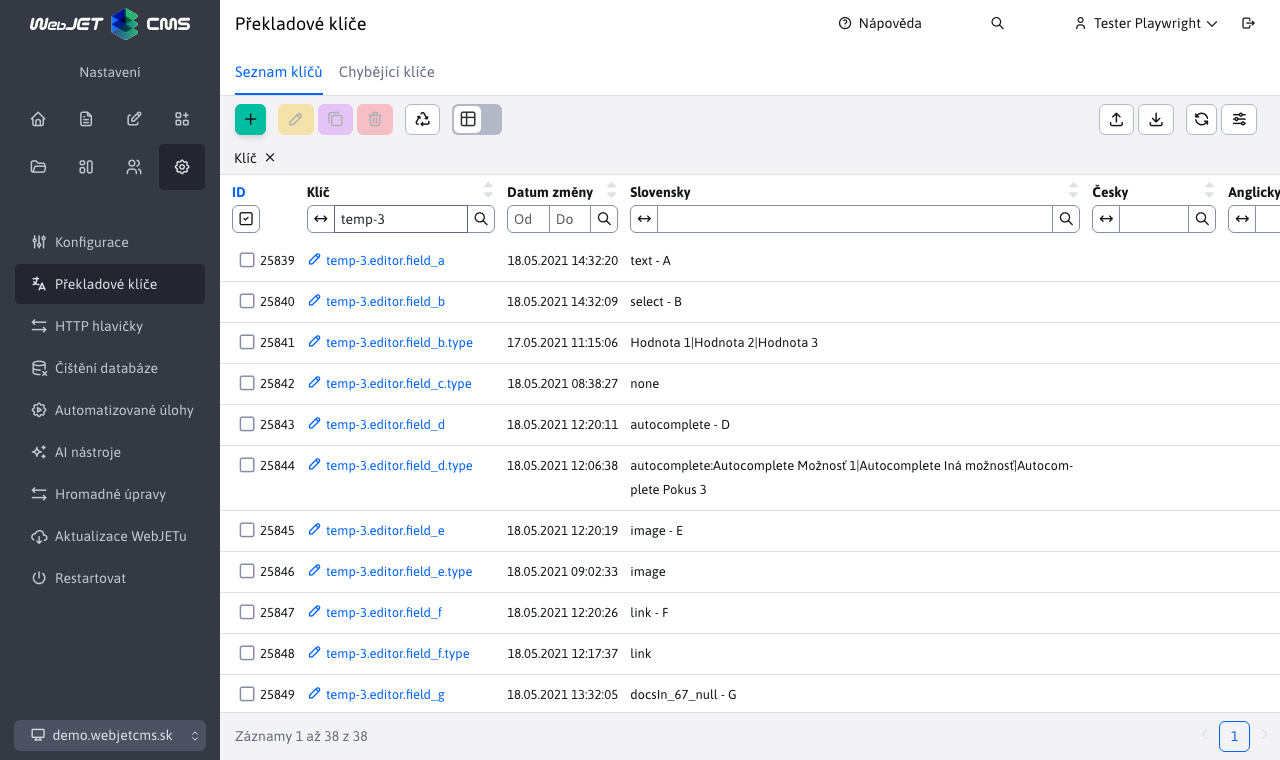 WebJET CMS
Nastavení
Konfigurace
Překladové klíče
HTTP hlavičky
Čištění databáze
Automatizované úlohy
AI nástroje
Hromadné úpravy
Aktualizace WebJETu
Restartovat
demo.webjetcms.sk
Překladové klíče
Nápověda
Tester Playwright
Seznam klíčů Chybějící klíče
Klíč
ID Klíč Datum změny Slovensky Česky Anglicky
temp-3 Od Do
25839 temp-3.editor.field_a 18.05.2021 14:32:20 text - A
25840 temp-3.editor.field_b 18.05.2021 14:32:09 select - B
25841 temp-3.editor.field_b.type 17.05.2021 11:15:06 Hodnota 1|Hodnota 2|Hodnota 3
25842 temp-3.editor.field_c.type 18.05.2021 08:38:27 none
25843 temp-3.editor.field_d 18.05.2021 12:20:11 autocomplete - D
25844 temp-3.editor.field_d.type 18.05.2021 12:06:38 autocomplete:Autocomplete Možnosť 1|Autocomplete Iná možnosť|Autocom-
plete Pokus 3
25845 temp-3.editor.field_e 18.05.2021 12:20:19 image - E
25846 temp-3.editor.field_e.type 18.05.2021 09:02:33 image
25847 temp-3.editor.field_f 18.05.2021 12:20:26 link - F
25848 temp-3.editor.field_f.type 18.05.2021 12:17:37 link
25849 temp-3.editor.field_g 18.05.2021 13:32:05 docsIn_67_null - G
Záznamy 1 až 38 z 38
1